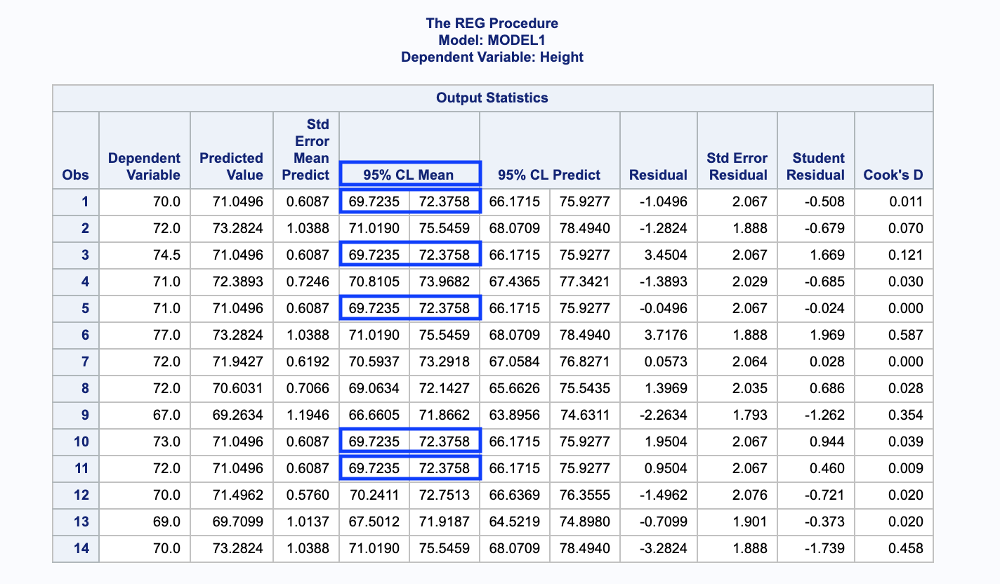 The REG Procedure
Model: MODEL1
Dependent Variable: Height
Output Statistics
Obs Dependent Variable Predicted Value Std Error Mean Predict 95% CL Mean 95% CL Predict Residual Std Error Residual Student Residual Cook's D
1 70.0 71.0496 0.6087 69.7235 72.3758 66.1715 75.9277 -1.0496 2.067 -0.508 0.011
2 72.0 73.2824 1.0388 71.0190 75.5459 68.0709 78.4940 -1.2824 1.888 -0.679 0.070
3 74.5 71.0496 0.6087 69.7235 72.3758 66.1715 75.9277 3.4504 2.067 1.669 0.121
4 71.0 72.3893 0.7246 70.8105 73.9682 67.4365 77.3421 -1.3893 2.029 -0.685 0.030
5 71.0 71.0496 0.6087 69.7235 72.3758 66.1715 75.9277 -0.0496 2.067 -0.024 0.000
6 77.0 73.2824 1.0388 71.0190 75.5459 68.0709 78.4940 3.7176 1.888 1.969 0.587
7 72.0 71.9427 0.6192 70.5937 73.2918 67.0584 76.8271 0.0573 2.064 0.028 0.000
8 72.0 70.6031 0.7066 69.0634 72.1427 65.6626 75.5435 1.3969 2.035 0.686 0.028
9 67.0 69.2634 1.1946 66.6605 71.8662 63.8956 74.6311 -2.2634 1.793 -1.262 0.354
10 73.0 71.0496 0.6087 69.7235 72.3758 66.1715 75.9277 1.9504 2.067 0.944 0.039
11 72.0 71.0496 0.6087 69.7235 72.3758 66.1715 75.9277 0.9504 2.067 0.460 0.009
12 70.0 71.4962 0.5760 70.2411 72.7513 66.6369 76.3555 -1.4962 2.076 -0.721 0.020
13 69.0 69.7099 1.0137 67.5012 71.9187 64.5219 74.8980 -0.7099 1.901 -0.373 0.020
14 70.0 73.2824 1.0388 71.0190 75.5459 68.0709 78.4940 -3.2824 1.888 -1.739 0.458